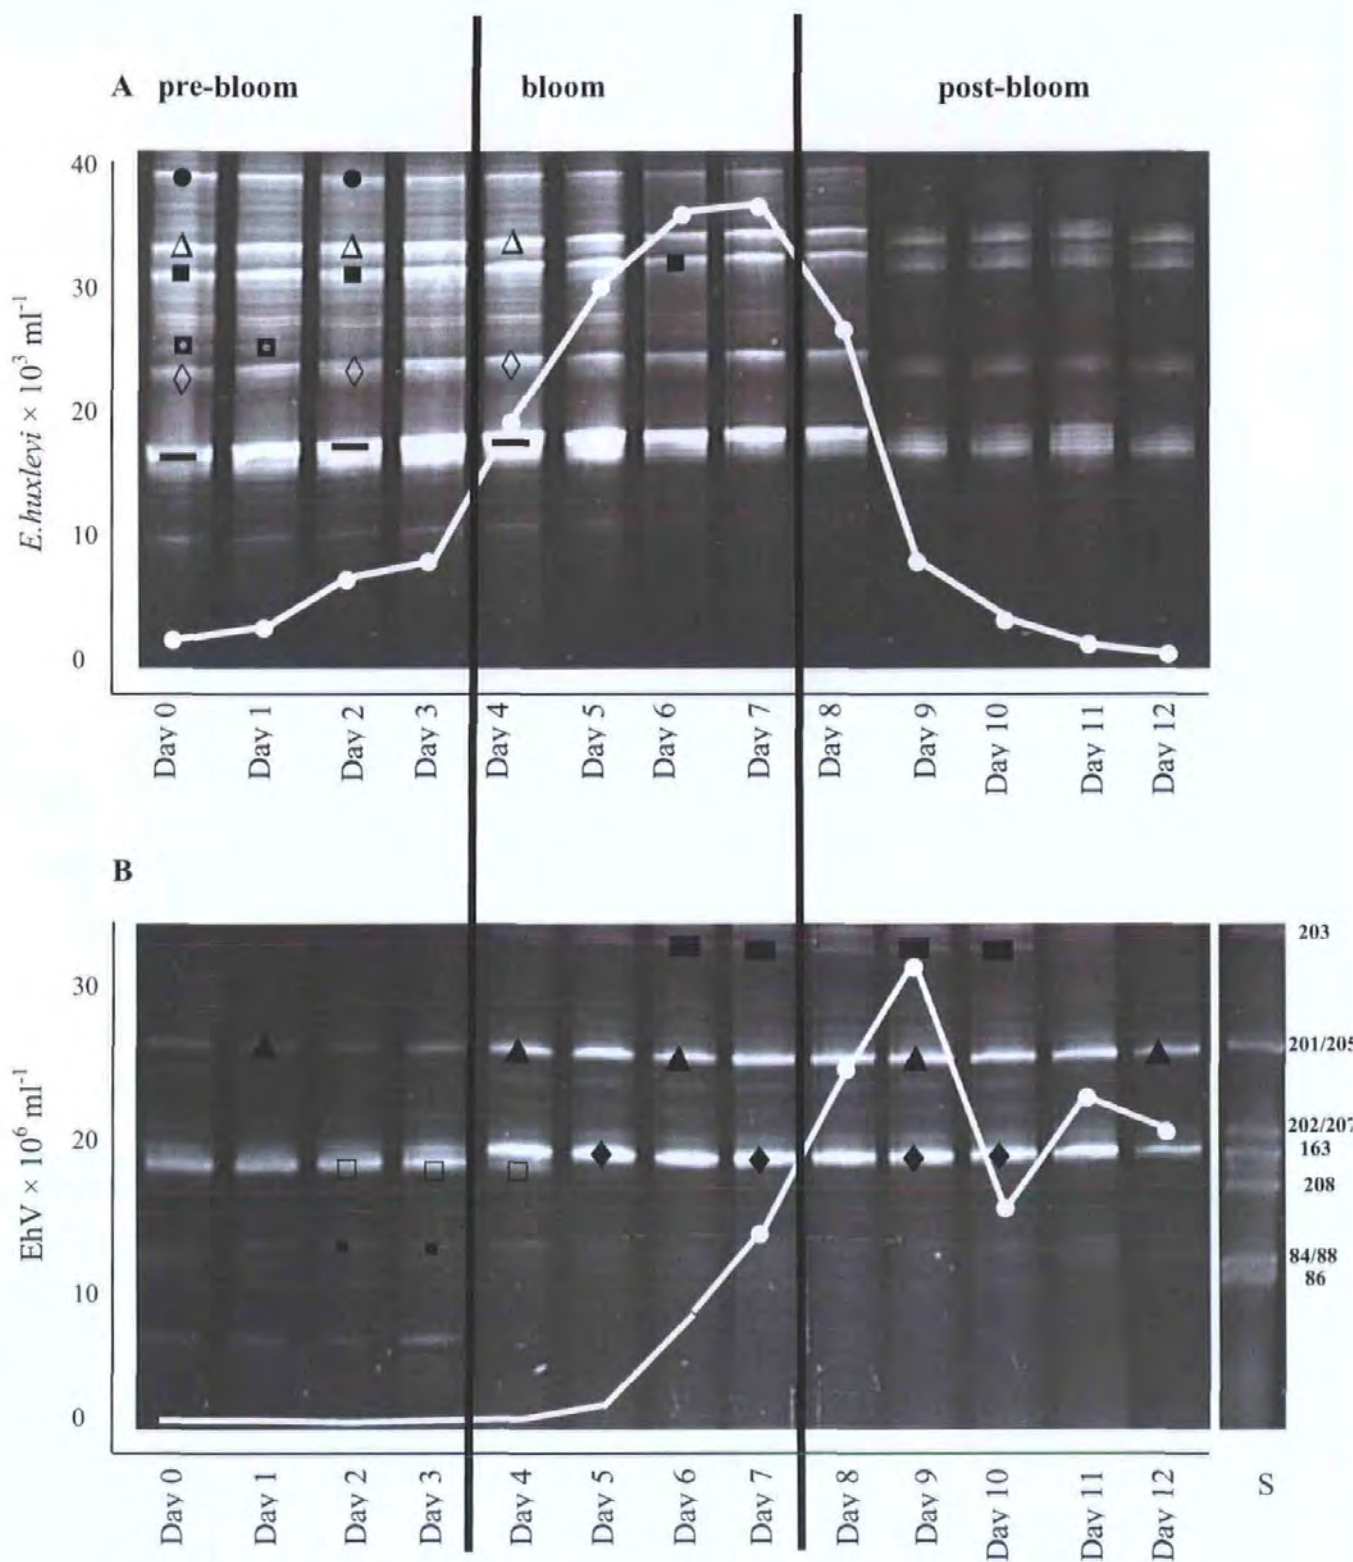 A pre-bloom bloom post-bloom
40
30
20
10
0
E.huxleyi × 10³ ml⁻¹
Day 0 Day 1 Day 2 Day 3 Day 4 Day 5 Day 6 Day 7 Day 8 Day 9 Day 10 Day 11 Day 12
B
30
20
10
0
EhV × 10⁶ ml⁻¹
203
201/205
202/207
163
208
84/88
86
Day 0 Day 1 Day 2 Day 3 Day 4 Day 5 Day 6 Day 7 Day 8 Day 9 Day 10 Day 11 Day 12 S